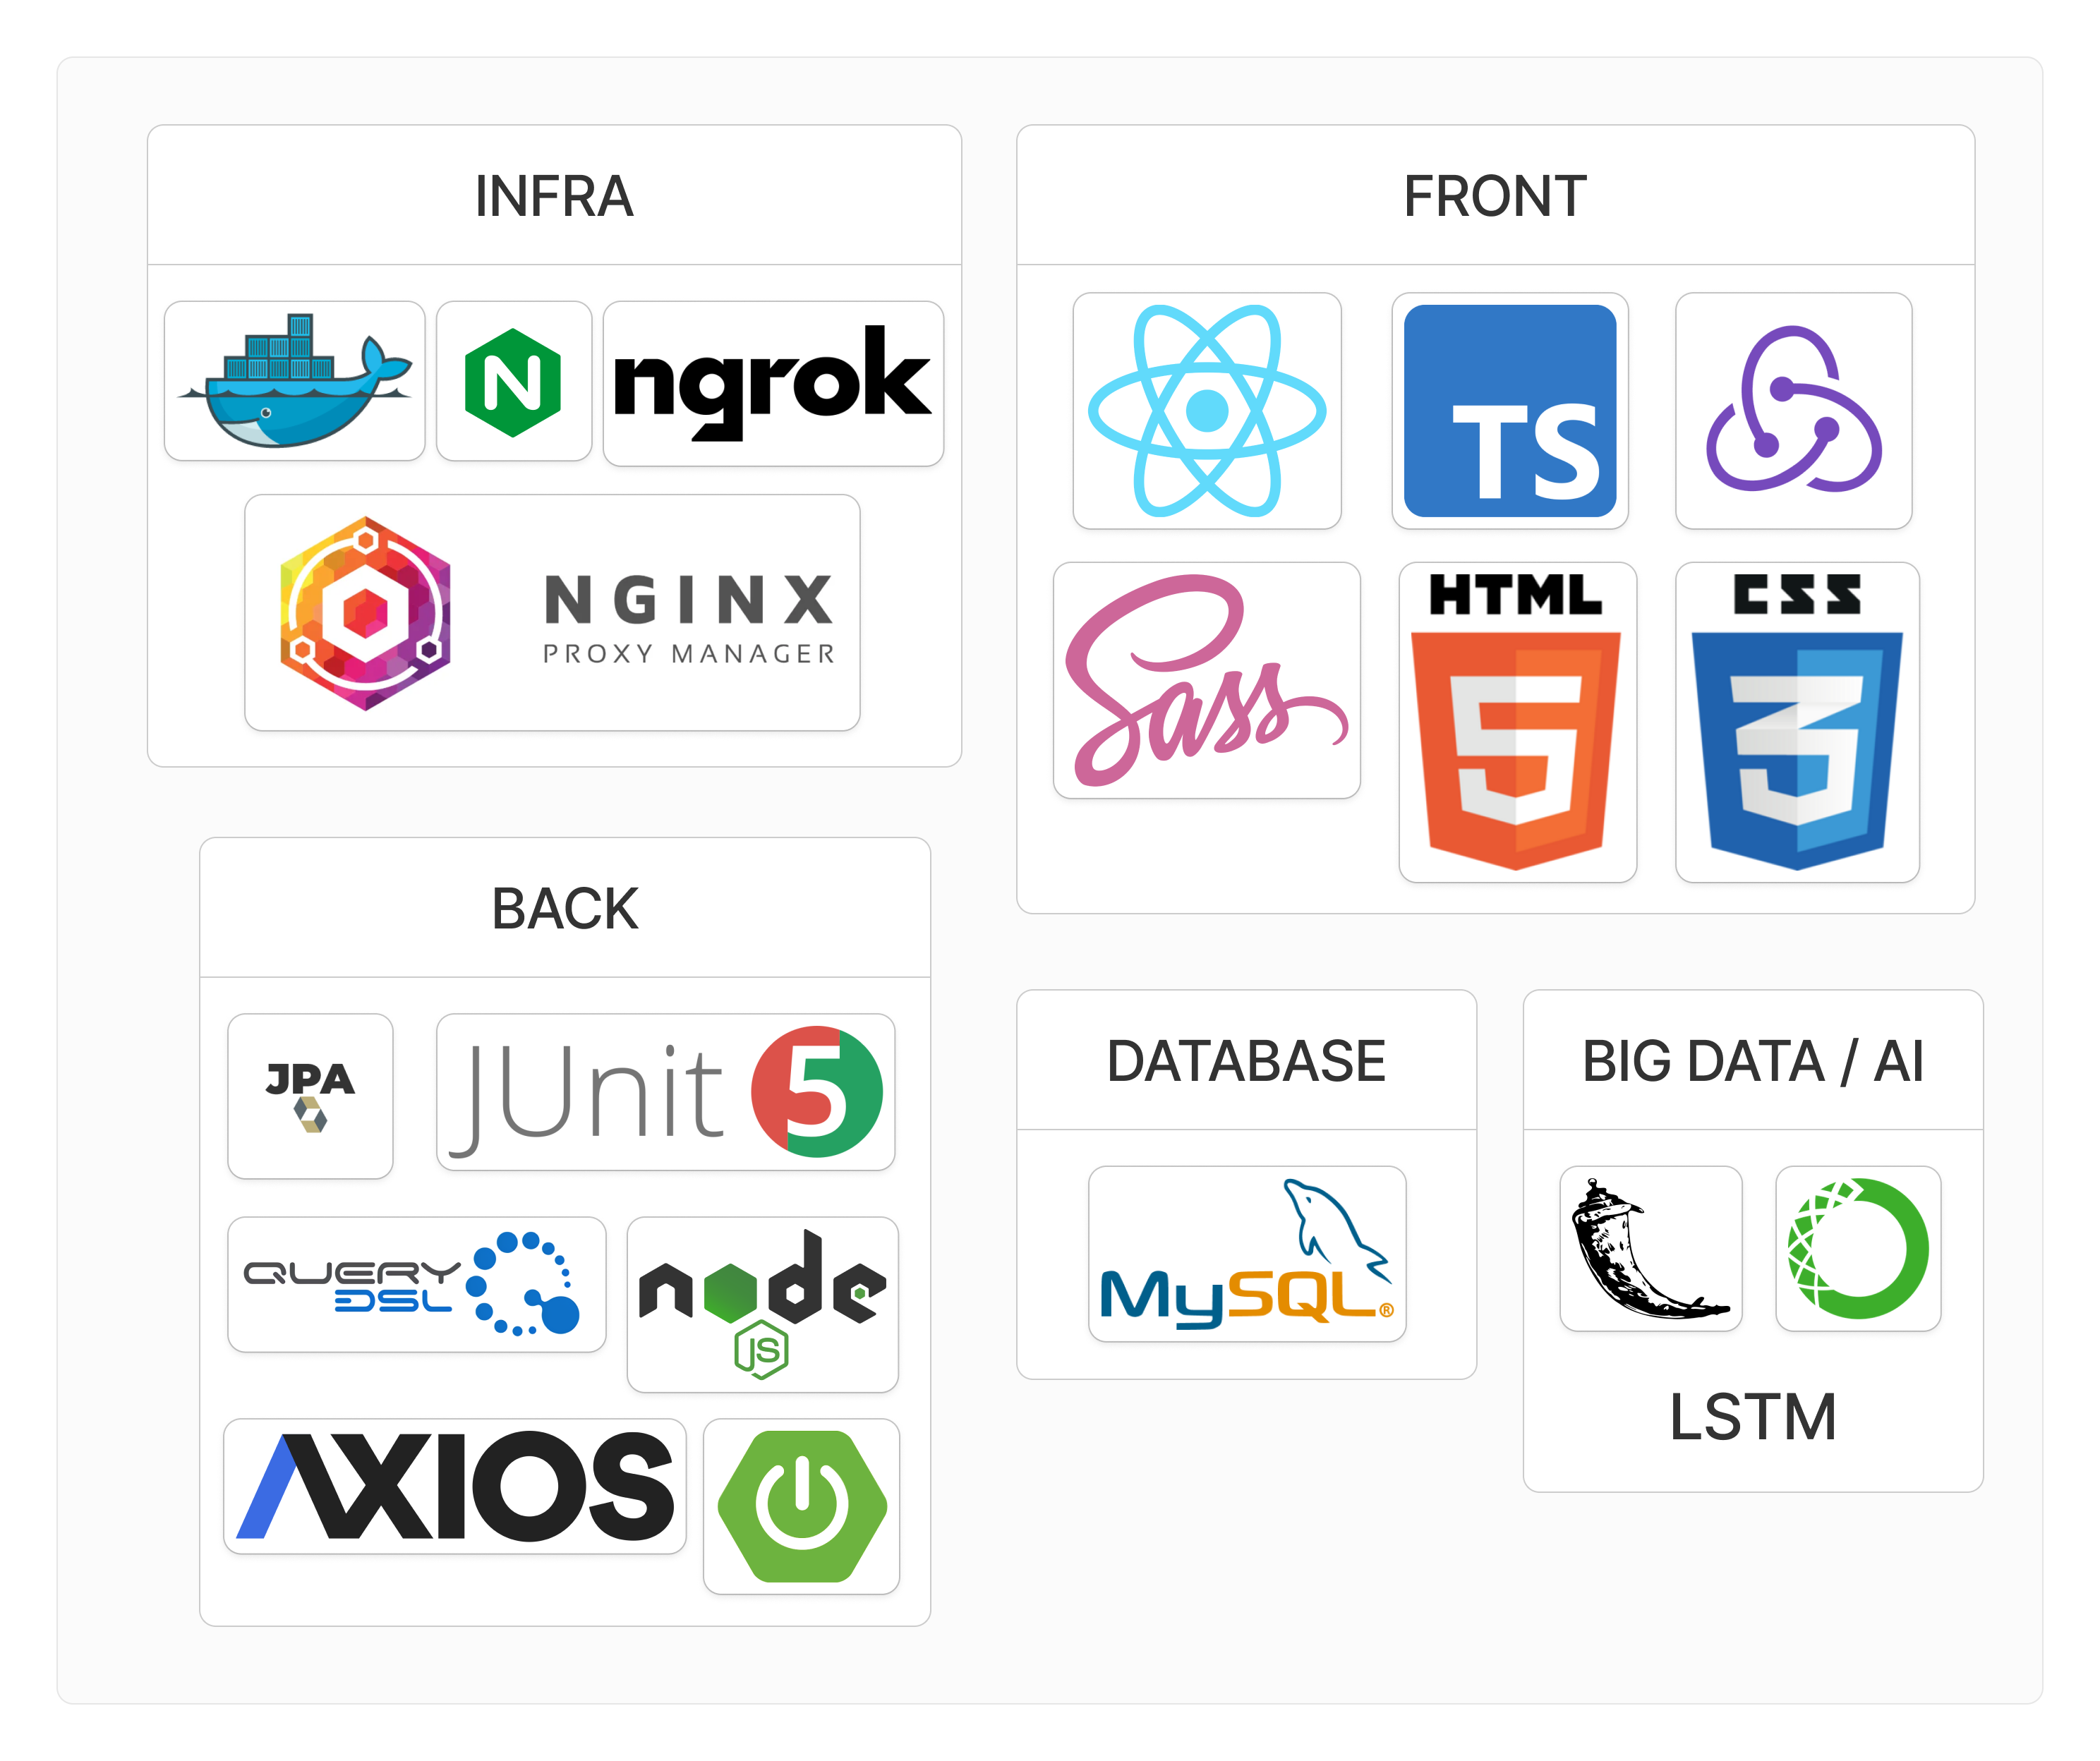 INFRA
N
ngrok
NGINX
PROXY MANAGER
FRONT
TS
Sass
HTML
5
CSS
3
BACK
JPA
JUnit 5
QUERY
DSL
node
JS
AXIOS
DATABASE
MySQL®
BIG DATA / AI
LSTM